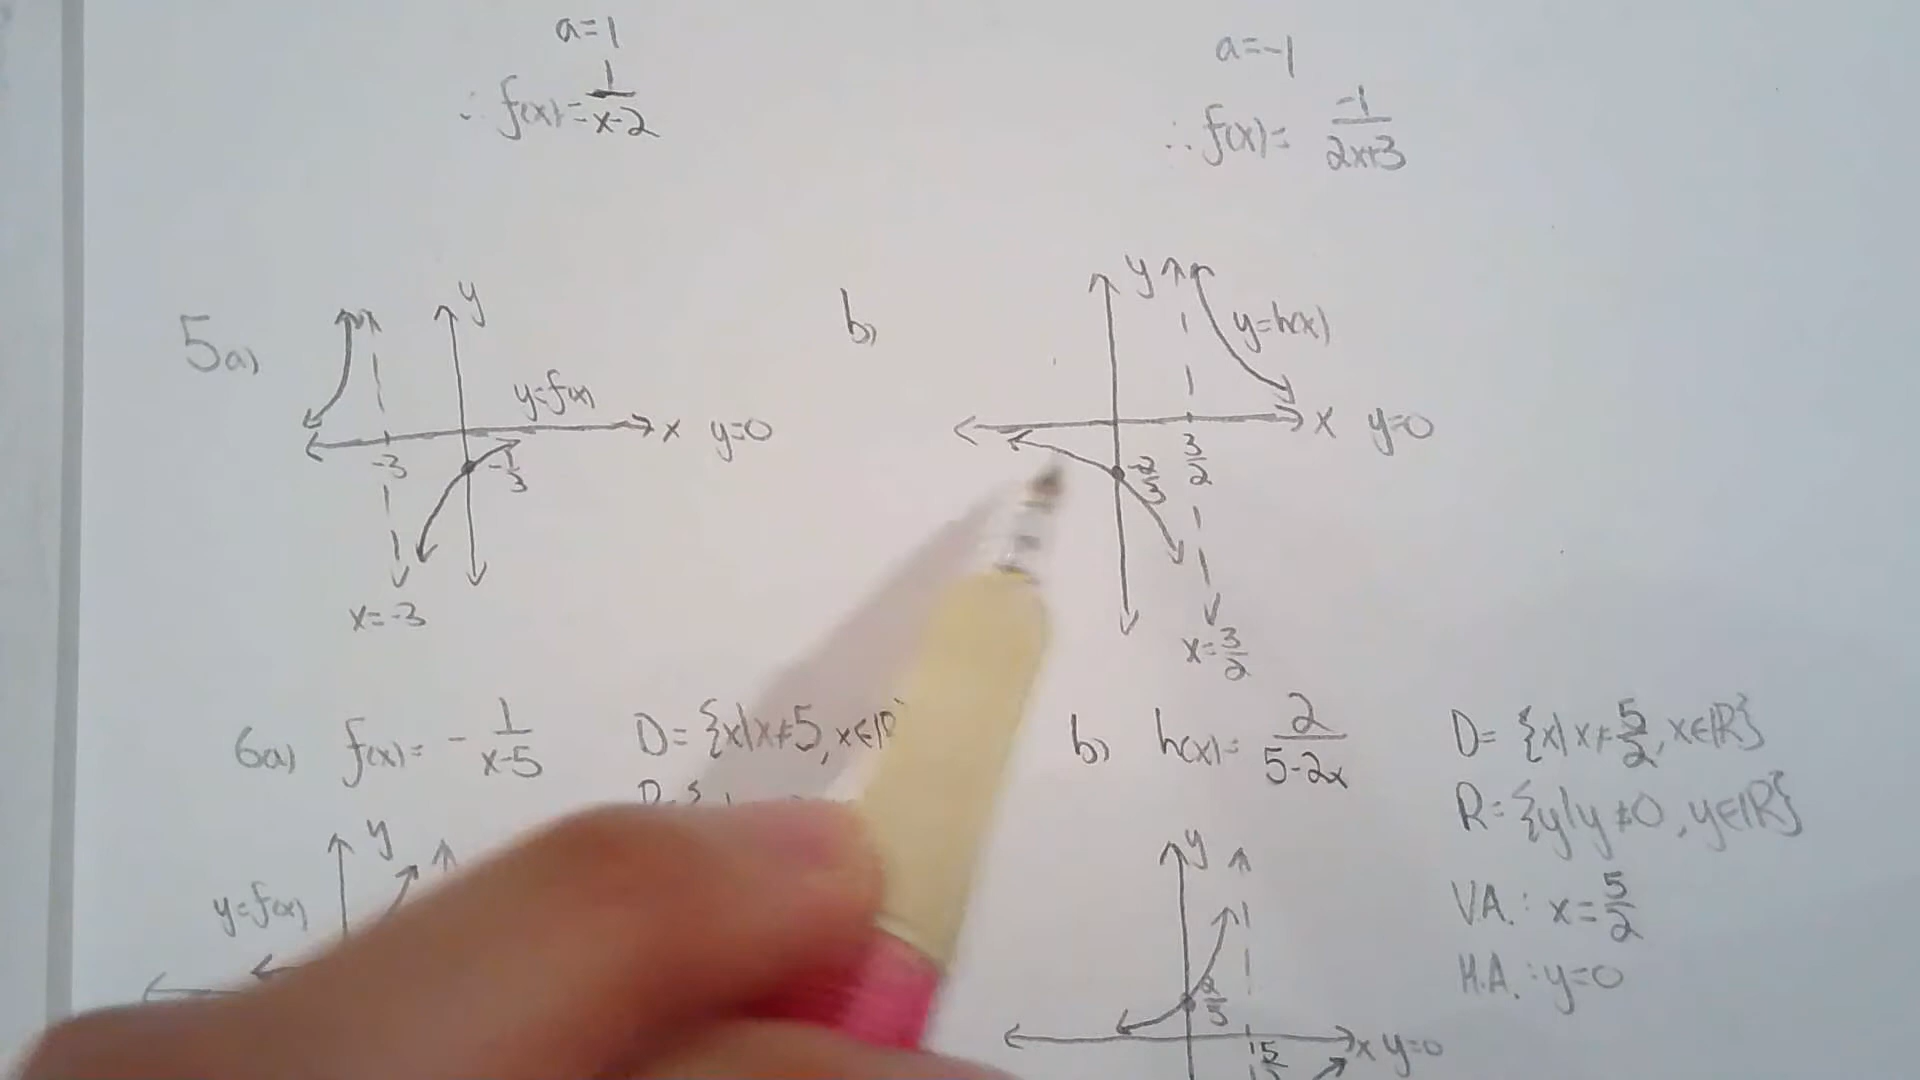 a=1
∴ f(x)= 1/x-2
a=-1
∴ f(x)= -1/2x+3
5a)
y
y=f(x)
x y=0
-3
-1/3
x=-3
b)
y
y=h(x)
x y=0
3/2
-2/3
x=3/2
6a) f(x)= - 1/x-5
D= {x|x≠5, x∈ℝ
y
y=f(x)
b) h(x)= 2/5-2x
D= {x|x≠5/2, x∈ℝ}
R= {y|y≠0, y∈ℝ}
V.A.: x=5/2
H.A.: y=0
y
2/5
x y=0